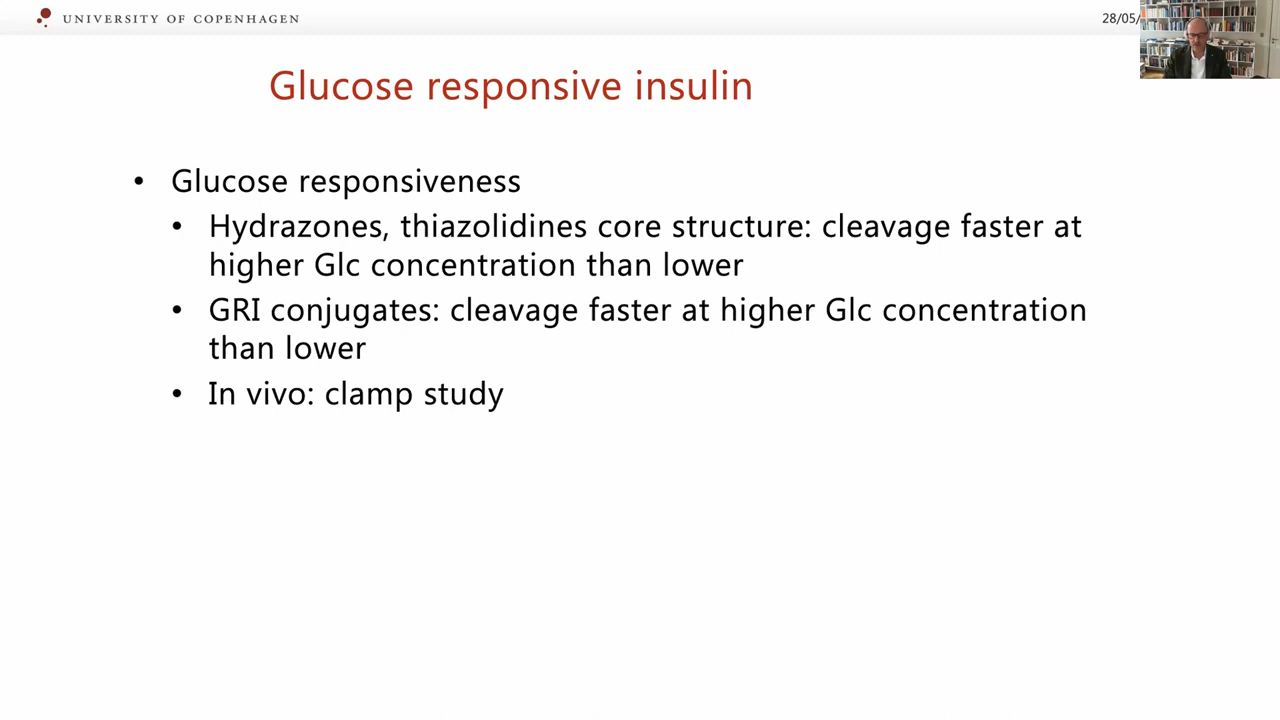 UNIVERSITY OF COPENHAGEN
28/05/
Glucose responsive insulin
• Glucose responsiveness
• Hydrazones, thiazolidines core structure: cleavage faster at
higher Glc concentration than lower
• GRI conjugates: cleavage faster at higher Glc concentration
than lower
• In vivo: clamp study